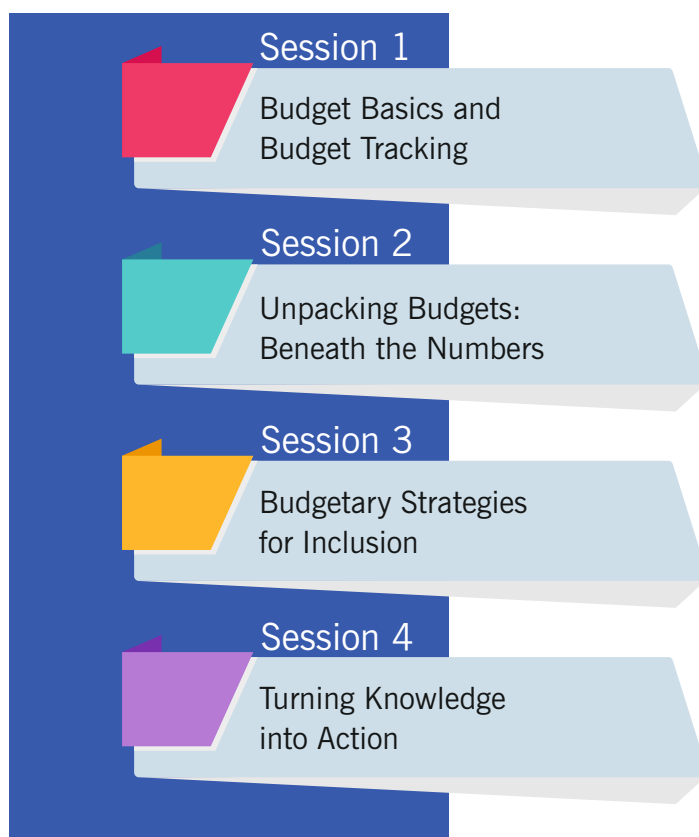 Session 1
Budget Basics and
Budget Tracking
Session 2
Unpacking Budgets:
Beneath the Numbers
Session 3
Budgetary Strategies
for Inclusion
Session 4
Turning Knowledge
into Action